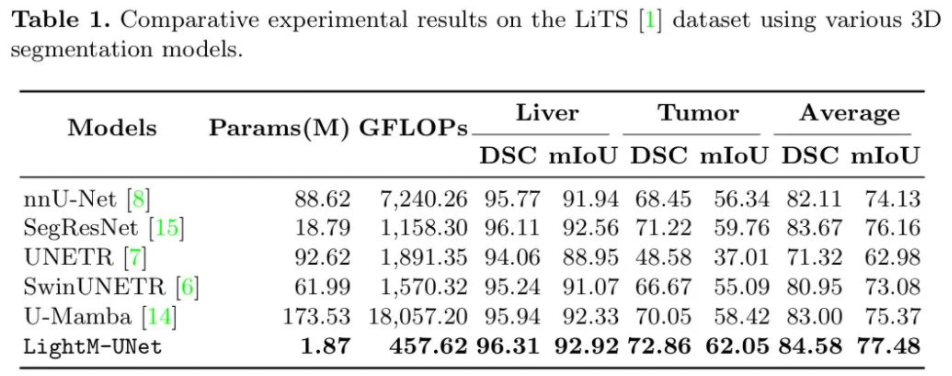 Table 1. Comparative experimental results on the LiTS [1] dataset using various 3D
segmentation models.
Models Params(M) GFLOPs Liver Tumor Average
DSC mIoU DSC mIoU DSC mIoU
nnU-Net [8] 88.62 7,240.26 95.77 91.94 68.45 56.34 82.11 74.13
SegResNet [15] 18.79 1,158.30 96.11 92.56 71.22 59.76 83.67 76.16
UNETR [7] 92.62 1,891.35 94.06 88.95 48.58 37.01 71.32 62.98
SwinUNETR [6] 61.99 1,570.32 95.24 91.07 66.67 55.09 80.95 73.08
U-Mamba [14] 173.53 18,057.20 95.94 92.33 70.05 58.42 83.00 75.37
LightM-UNet 1.87 457.62 96.31 92.92 72.86 62.05 84.58 77.48